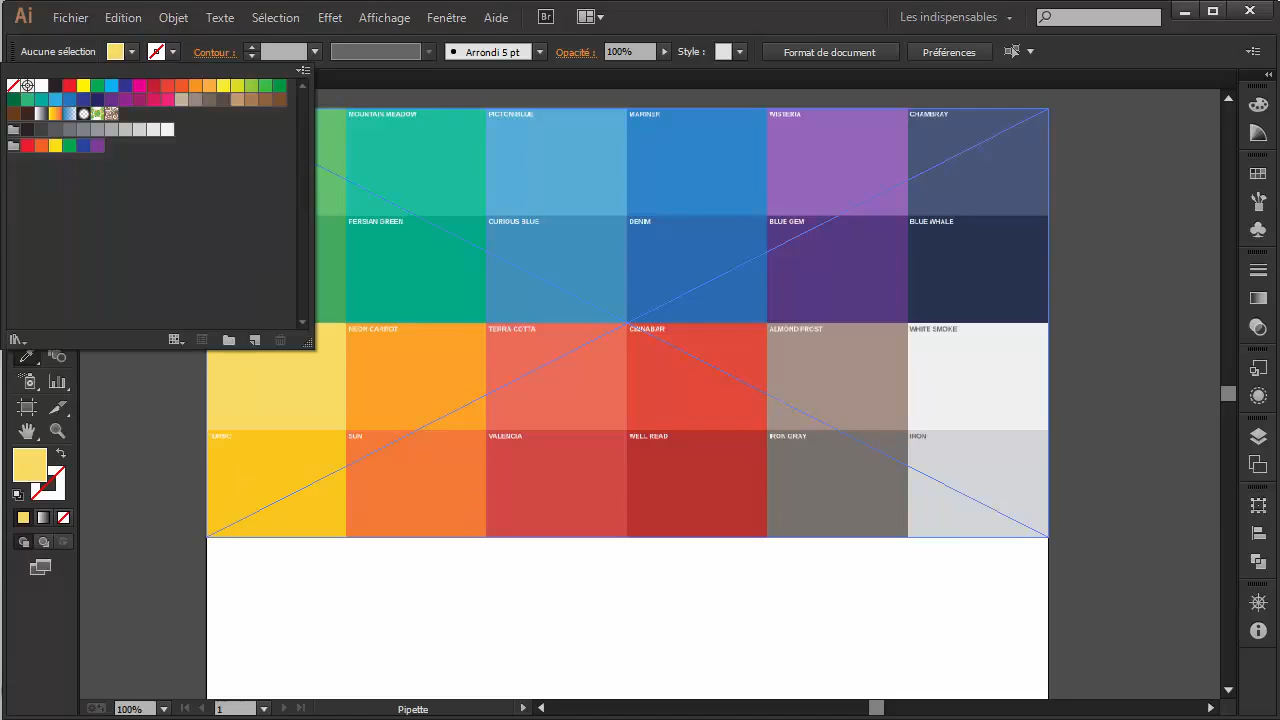 Ai Fichier Edition Objet Texte Sélection Effet Affichage Fenêtre Aide Br Les indispensables
Aucune sélection Contour : Arrondi 5 pt Opacité : 100% Style : Format de document Préférences
MOUNTAIN MEADOW PICTON BLUE MARINER WISTERIA CHAMBRAY
PERSIAN GREEN CURIOUS BLUE DENIM BLUE GEM BLUE WHALE
NEON CARROT TERRA COTTA CINNABAR ALMOND FROST WHITE SMOKE
TURBO SUN VALENCIA WELL READ IRON GRAY IRON
100% 1 Pipette